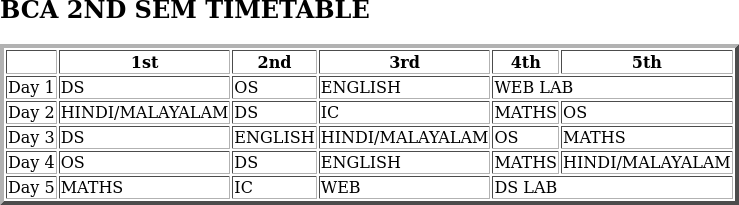 BCA 2ND SEM TIMETABLE
1st 2nd 3rd 4th 5th
Day 1 DS OS ENGLISH WEB LAB
Day 2 HINDI/MALAYALAM DS IC MATHS OS
Day 3 DS ENGLISH HINDI/MALAYALAM OS MATHS
Day 4 OS DS ENGLISH MATHS HINDI/MALAYALAM
Day 5 MATHS IC WEB DS LAB